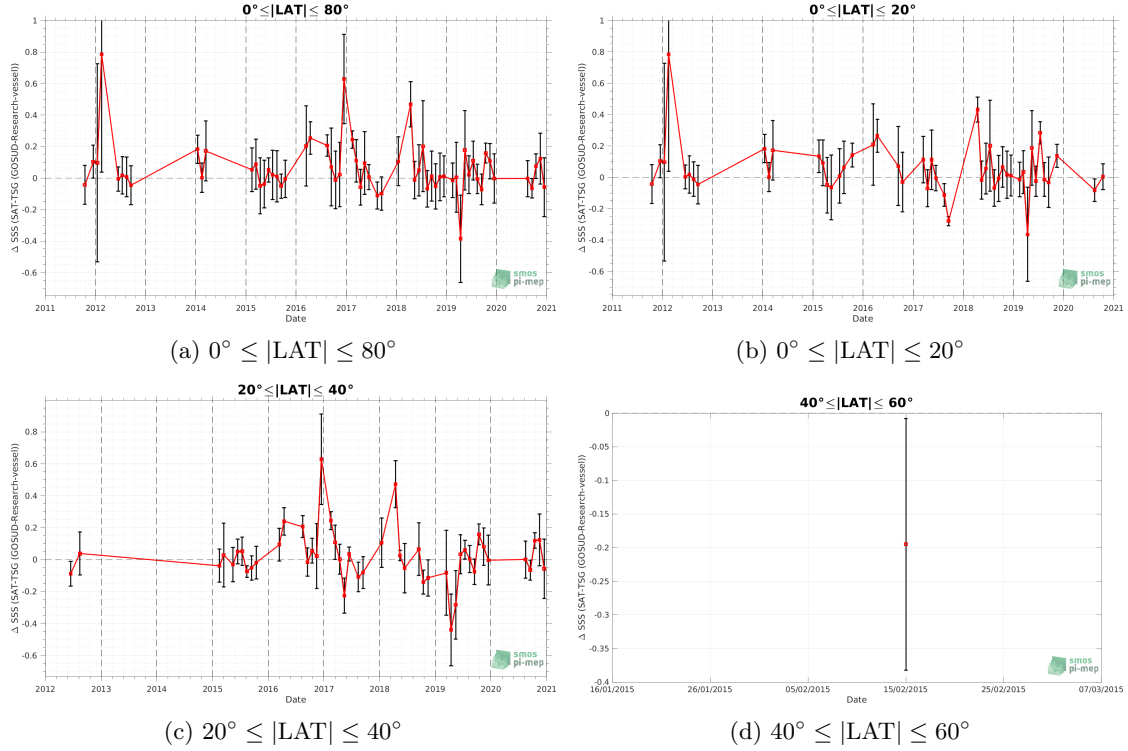 0°≤|LAT|≤ 80°
Δ SSS (SAT-TSG (GOSUD-Research-vessel))
1
0.8
0.6
0.4
0.2
0
-0.2
-0.4
-0.6
2011 2012 2013 2014 2015 2016 2017 2018 2019 2020 2021
Date
smos
pi-mep
(a) 0° ≤ |LAT| ≤ 80°
0°≤|LAT|≤ 20°
Δ SSS (SAT-TSG (GOSUD-Research-vessel))
1
0.8
0.6
0.4
0.2
0
-0.2
-0.4
-0.6
2011 2012 2013 2014 2015 2016 2017 2018 2019 2020 2021
Date
smos
pi-mep
(b) 0° ≤ |LAT| ≤ 20°
20°≤|LAT|≤ 40°
Δ SSS (SAT-TSG (GOSUD-Research-vessel))
0.8
0.6
0.4
0.2
0
-0.2
-0.4
-0.6
2012 2013 2014 2015 2016 2017 2018 2019 2020 2021
Date
smos
pi-mep
(c) 20° ≤ |LAT| ≤ 40°
40°≤|LAT|≤ 60°
Δ SSS (SAT-TSG (GOSUD-Research-vessel))
0
-0.05
-0.1
-0.15
-0.2
-0.25
-0.3
-0.35
-0.4
16/01/2015 26/01/2015 05/02/2015 15/02/2015 25/02/2015 07/03/2015
Date
smos
pi-mep
(d) 40° ≤ |LAT| ≤ 60°